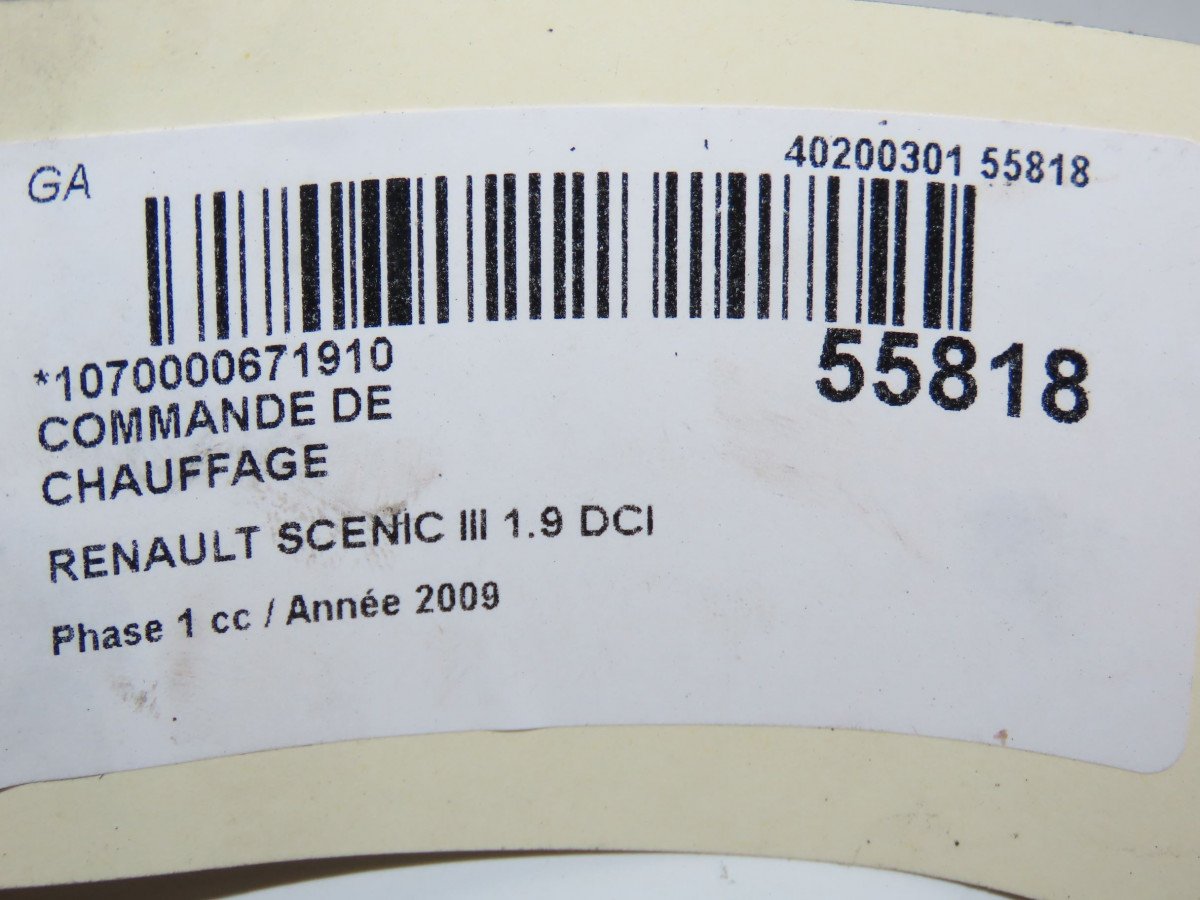 GA
40200301 55818
*1070000671910
55818
COMMANDE DE
CHAUFFAGE
RENAULT SCENIC III 1.9 DCI
Phase 1 cc / Année 2009